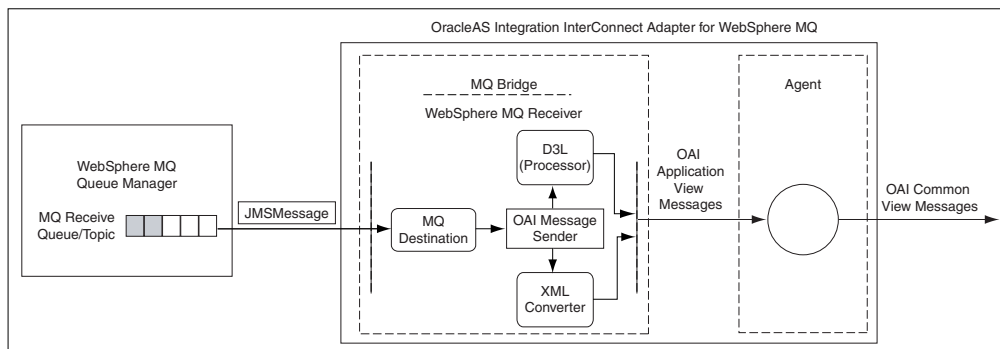 OracleAS Integration InterConnect Adapter for WebSphere MQ
MQ Bridge
WebSphere MQ Receiver
Agent
WebSphere MQ
Queue Manager
MQ Receive
Queue/Topic
JMSMessage
MQ
Destination
D3L
(Processor)
OAI Message
Sender
XML
Converter
OAI
Application
View
Messages
OAI Common
View Messages